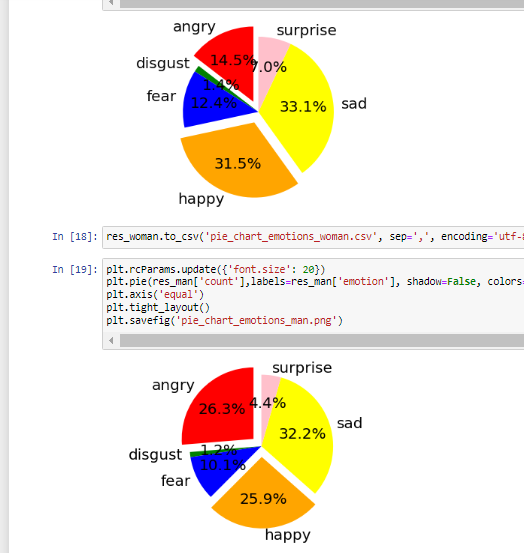 angry
surprise
14.5%
7.0%
disgust
1.4%
fear
12.4%
33.1%
sad
31.5%
happy
In [18]: res_woman.to_csv('pie_chart_emotions_woman.csv', sep=',', encoding='utf-
In [19]: plt.rcParams.update({'font.size': 20})
plt.pie(res_man['count'],labels=res_man['emotion'], shadow=False, colors=
plt.axis('equal')
plt.tight_layout()
plt.savefig('pie_chart_emotions_man.png')
surprise
angry
4.4%
26.3%
sad
32.2%
1.2%
disgust
10.1%
fear
25.9%
happy